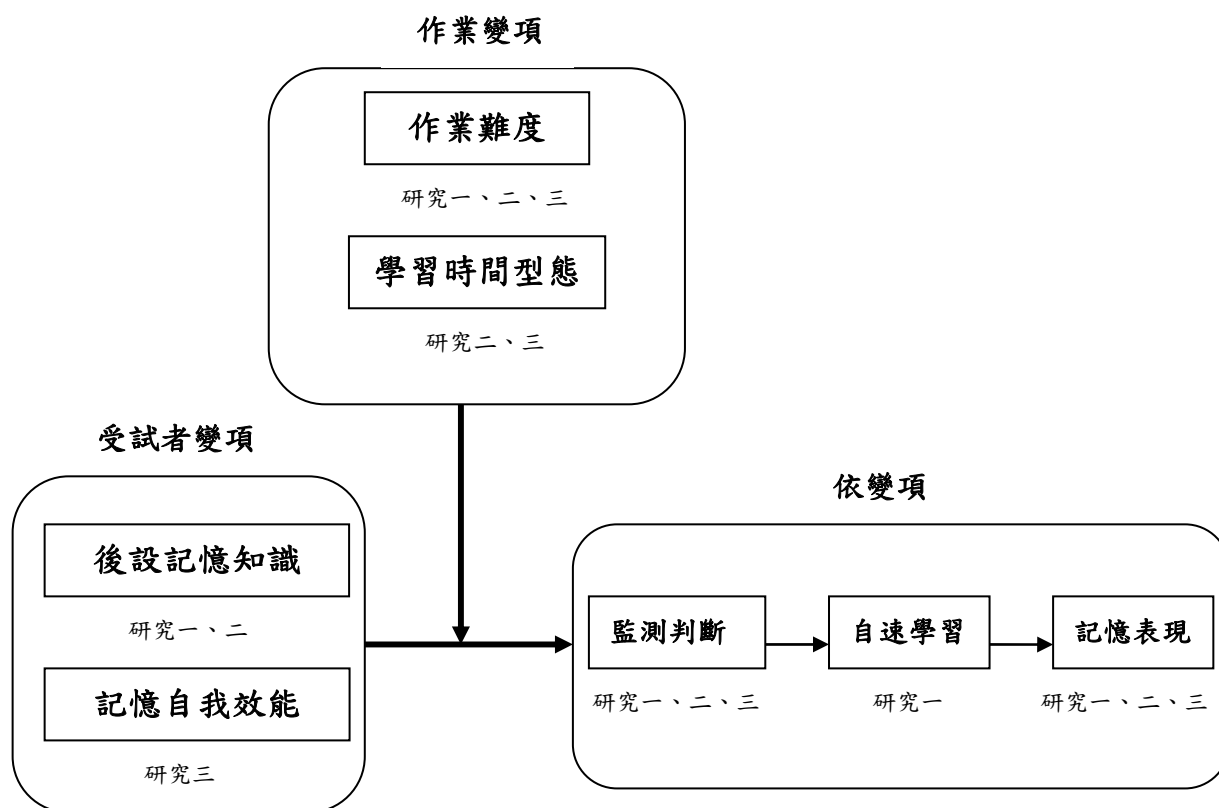 作業變項
作業難度
研究一、二、三
學習時間型態
研究二、三
受試者變項
後設記憶知識
研究一、二
記憶自我效能
研究三
依變項
監測判斷
自速學習
記憶表現
研究一、二、三
研究一
研究一、二、三